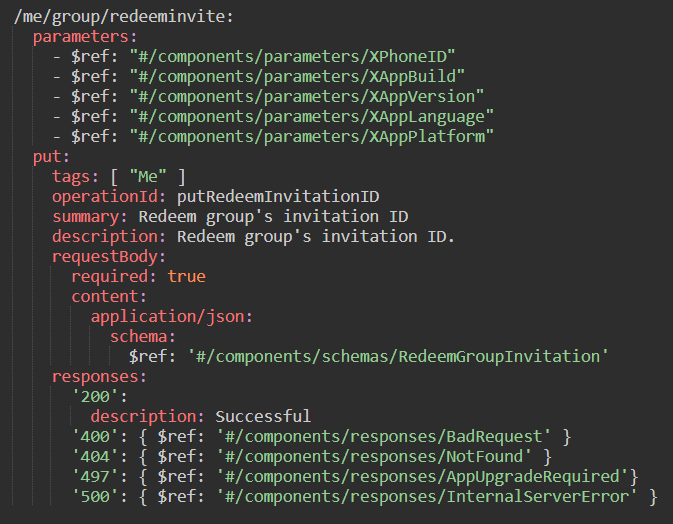 /me/group/redeeminvite:
  parameters:
    - $ref: "#/components/parameters/XPhoneID"
    - $ref: "#/components/parameters/XAppBuild"
    - $ref: "#/components/parameters/XAppVersion"
    - $ref: "#/components/parameters/XAppLanguage"
    - $ref: "#/components/parameters/XAppPlatform"
  put:
    tags: [ "Me" ]
    operationId: putRedeemInvitationID
    summary: Redeem group's invitation ID
    description: Redeem group's invitation ID.
    requestBody:
      required: true
      content:
        application/json:
          schema:
            $ref: '#/components/schemas/RedeemGroupInvitation'
    responses:
      '200':
        description: Successful
      '400': { $ref: '#/components/responses/BadRequest' }
      '404': { $ref: '#/components/responses/NotFound' }
      '497': { $ref: '#/components/responses/AppUpgradeRequired'}
      '500': { $ref: '#/components/responses/InternalServerError' }